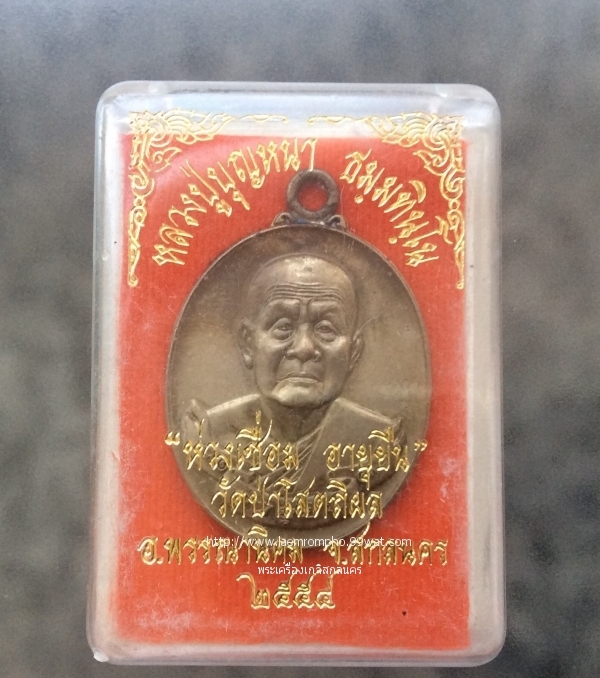 หลวงปู่บุญหนา ธมฺมทินฺโน
“ห่วงเชื่อม อายุยืน”
วัดป่าโสตถิผล
http://www.laemrompho.99wat.com
อ.พรรณานิคม จ.สกลนคร
พระเครื่องเกลิสกลนคร
๒๕๕๔